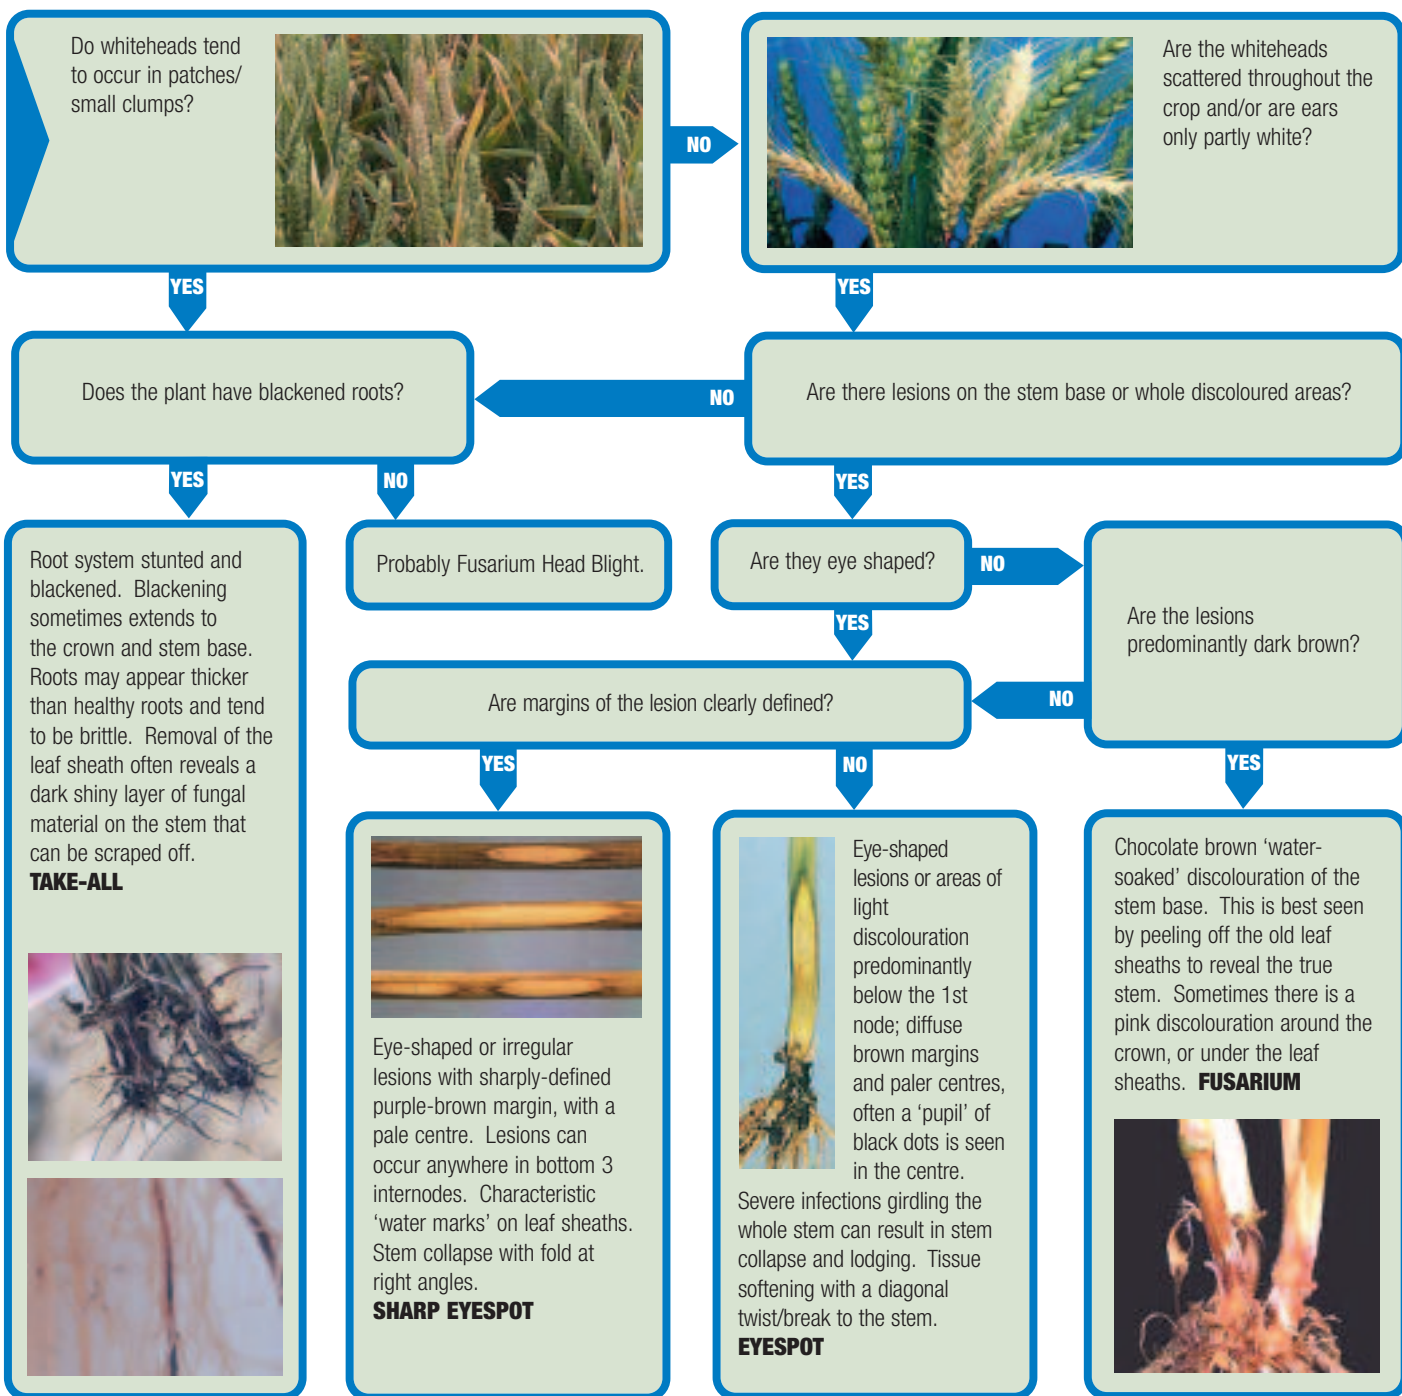 Do whiteheads tend
to occur in patches/
small clumps?
NO
Are the whiteheads
scattered throughout the
crop and/or are ears
only partly white?
YES
YES
Does the plant have blackened roots?
NO
Are there lesions on the stem base or whole discoloured areas?
YES
NO
YES
Root system stunted and
blackened. Blackening
sometimes extends to
the crown and stem base.
Roots may appear thicker
than healthy roots and tend
to be brittle. Removal of the
leaf sheath often reveals a
dark shiny layer of fungal
material on the stem that
can be scraped off.
TAKE-ALL
Probably Fusarium Head Blight.
Are they eye shaped?
NO
YES
Are the lesions
predominantly dark brown?
Are margins of the lesion clearly defined?
NO
YES
NO
YES
Eye-shaped or irregular
lesions with sharply-defined
purple-brown margin, with a
pale centre. Lesions can
occur anywhere in bottom 3
internodes. Characteristic
‘water marks’ on leaf sheaths.
Stem collapse with fold at
right angles.
SHARP EYESPOT
Eye-shaped
lesions or areas of
light
discolouration
predominantly
below the 1st
node; diffuse
brown margins
and paler centres,
often a ‘pupil’ of
black dots is seen
in the centre.
Severe infections girdling the
whole stem can result in stem
collapse and lodging. Tissue
softening with a diagonal
twist/break to the stem.
EYESPOT
Chocolate brown ‘water-
soaked’ discolouration of the
stem base. This is best seen
by peeling off the old leaf
sheaths to reveal the true
stem. Sometimes there is a
pink discolouration around the
crown, or under the leaf
sheaths. FUSARIUM